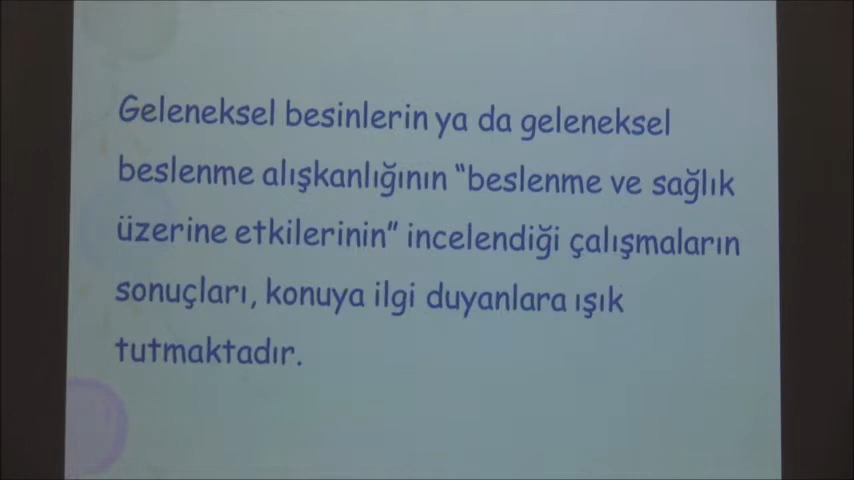 Geleneksel besinlerin ya da geleneksel
beslenme alışkanlığının "beslenme ve sağlık
üzerine etkilerinin" incelendiği çalışmaların
sonuçları, konuya ilgi duyanlara ışık
tutmaktadır.